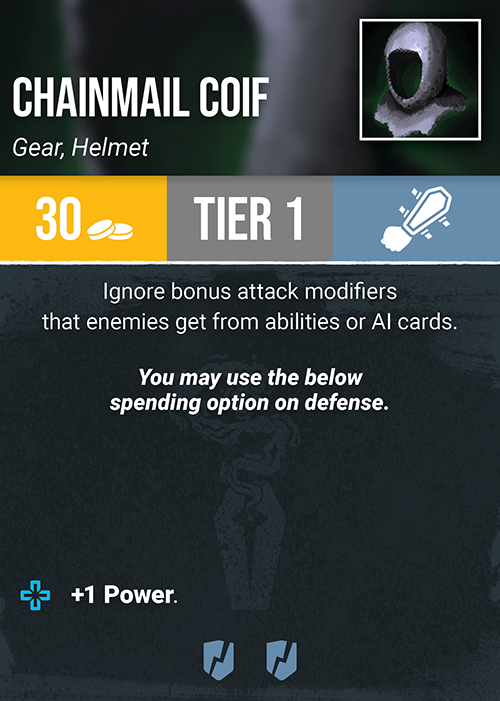 CHAINMAIL COIF
Gear, Helmet
30
TIER 1
Ignore bonus attack modifiers
that enemies get from abilities or AI cards.
You may use the below
spending option on defense.
+1 Power.